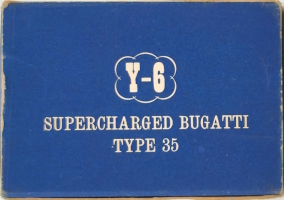 Y-6
SUPERCHARGED BUGATTI
TYPE 35